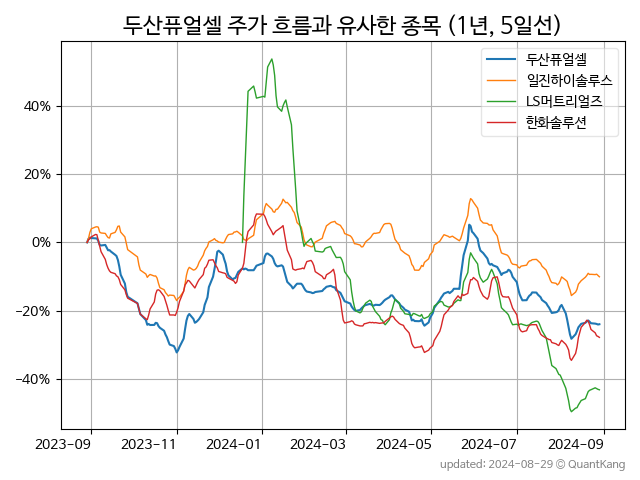 두산퓨얼셀 주가 흐름과 유사한 종목 (1년, 5일선)
두산퓨얼셀
일진하이솔루스
LS머트리얼즈
한화솔루션
40%
20%
0%
−20%
−40%
2023-09 2023-11 2024-01 2024-03 2024-05 2024-07 2024-09
updated: 2024-08-29 © QuantKang